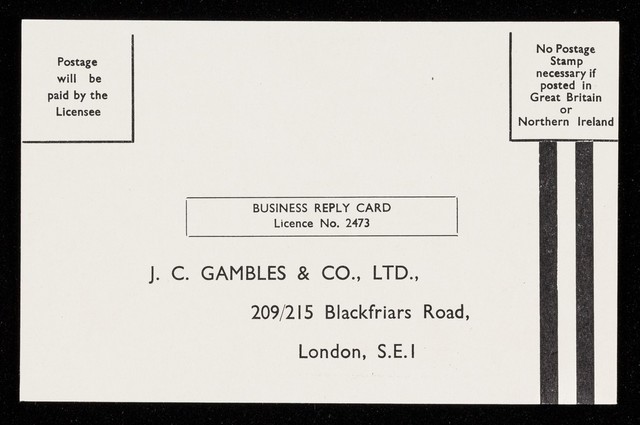 Postage
will be
paid by the
Licensee
No Postage
Stamp
necessary if
posted in
Great Britain
or
Northern Ireland
BUSINESS REPLY CARD
Licence No. 2473
J. C. GAMBLES & CO., LTD.,
209/215 Blackfriars Road,
London, S.E.1